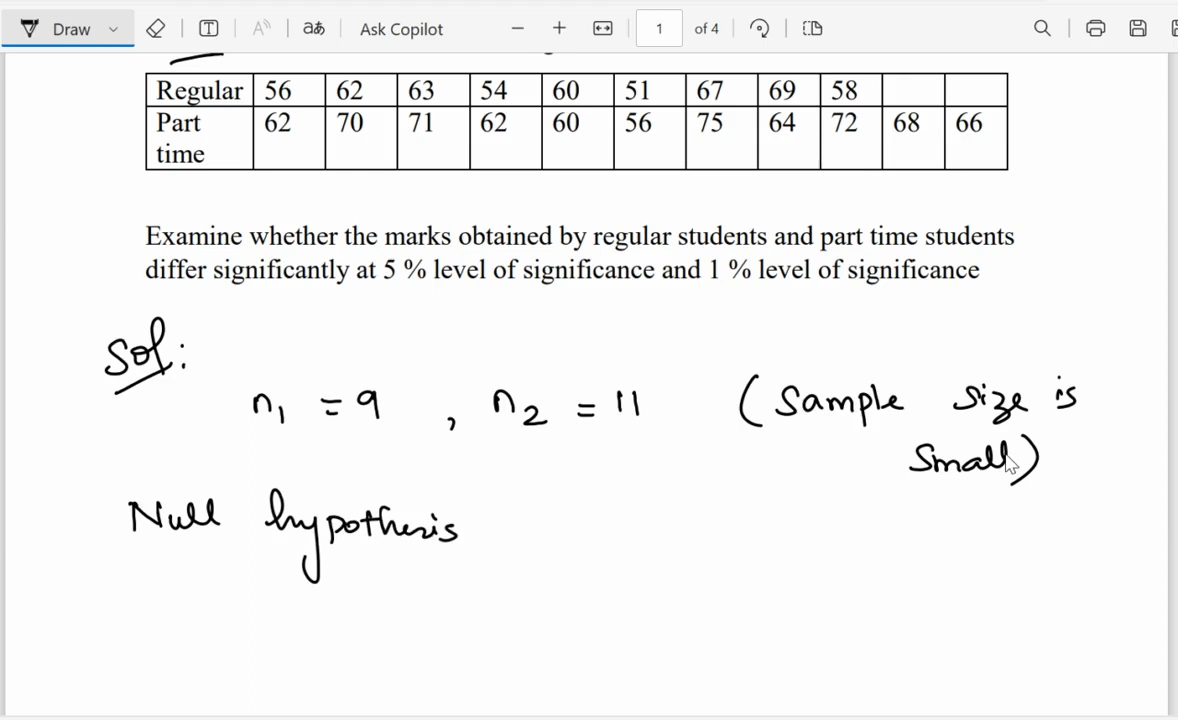 Draw aあ Ask Copilot 1 of 4
Regular 56 62 63 54 60 51 67 69 58
Part time 62 70 71 62 60 56 75 64 72 68 66
Examine whether the marks obtained by regular students and part time students
differ significantly at 5 % level of significance and 1 % level of significance
Sol:
n1 = 9 , n2 = 11 (Sample size is
Small)
Null hypothesis